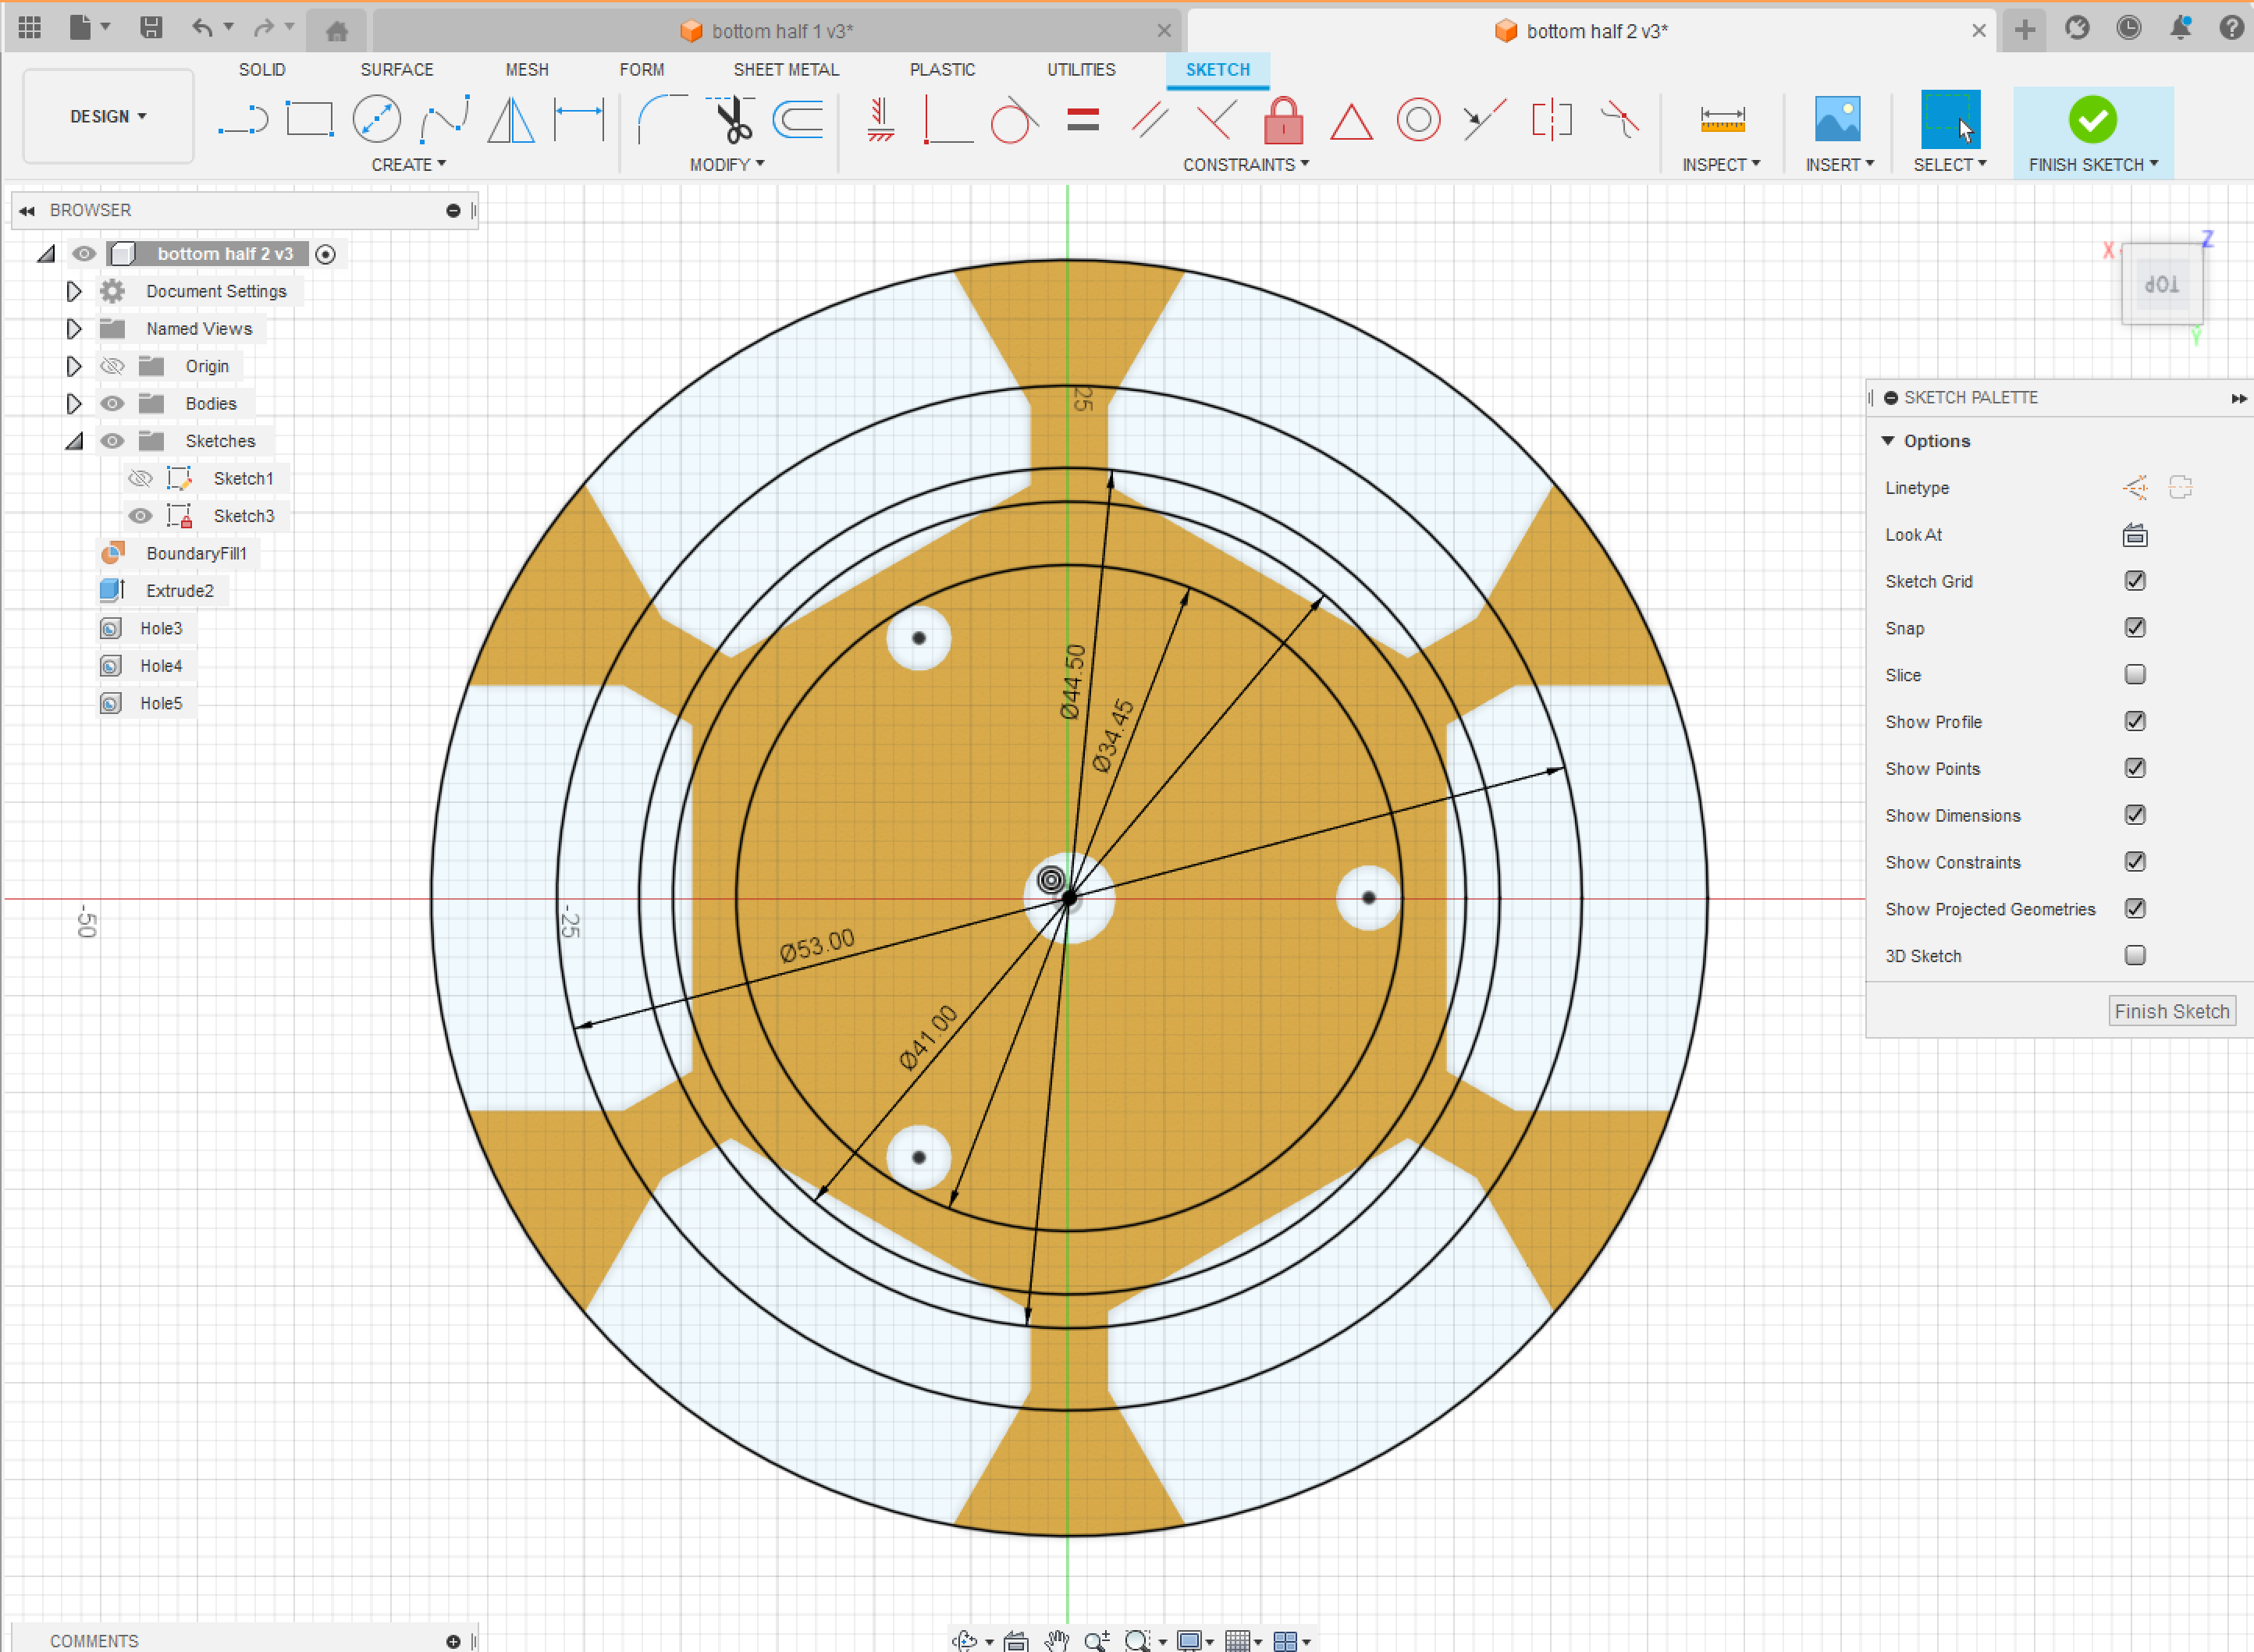 bottom half 1 v3*
bottom half 2 v3*
DESIGN
SOLID
SURFACE
MESH
FORM
SHEET METAL
PLASTIC
UTILITIES
SKETCH
CREATE
MODIFY
CONSTRAINTS
INSPECT
INSERT
SELECT
FINISH SKETCH
BROWSER
bottom half 2 v3
Document Settings
Named Views
Origin
Bodies
Sketches
Sketch1
Sketch3
BoundaryFill1
Extrude2
Hole3
Hole4
Hole5
X
Z
TOP
Y
25
Ø44.50
Ø34.45
-50
-25
Ø53.00
Ø41.00
SKETCH PALETTE
Options
Linetype
Look At
Sketch Grid
Snap
Slice
Show Profile
Show Points
Show Dimensions
Show Constraints
Show Projected Geometries
3D Sketch
Finish Sketch
COMMENTS